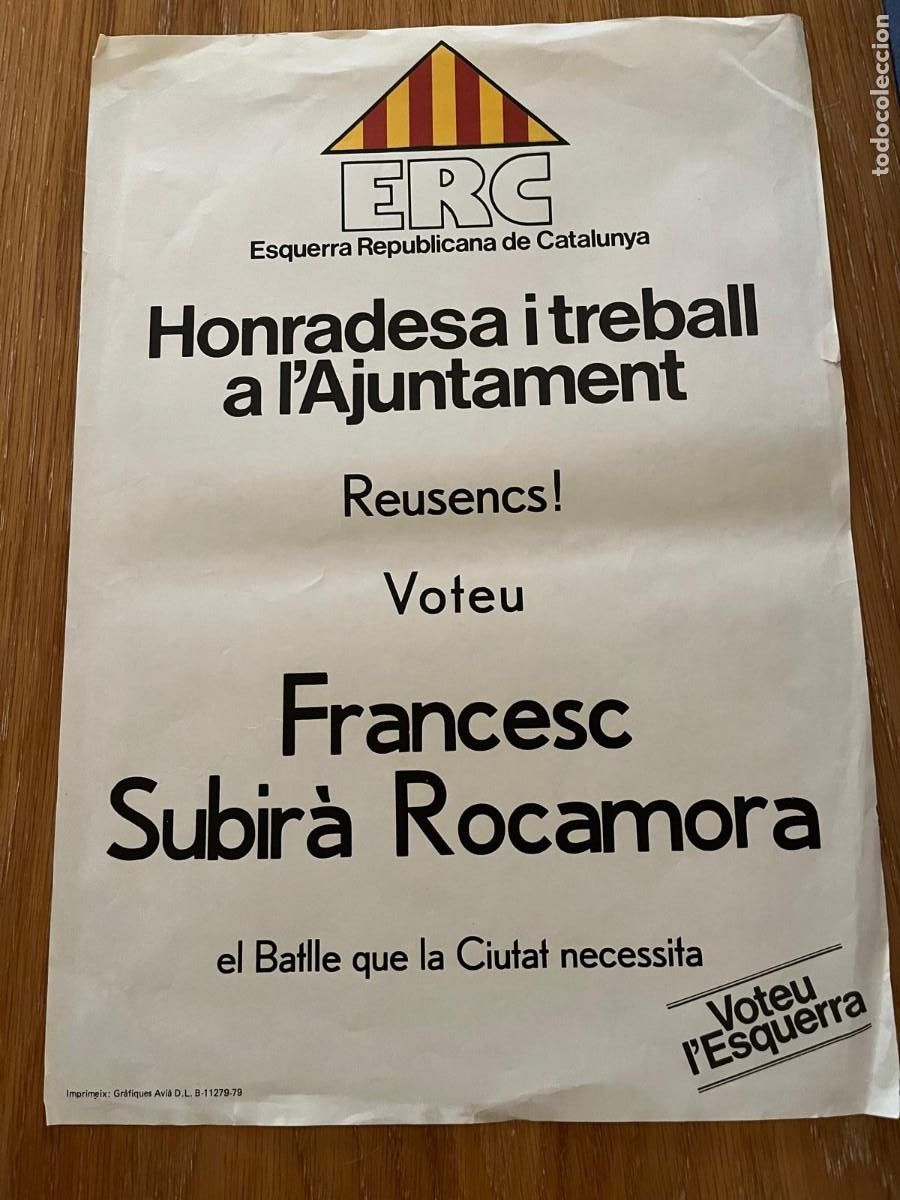 ERC
Esquerra Republicana de Catalunya
Honradesa i treball
a l'Ajuntament
Reusencs!
Voteu
Francesc
Subirà Rocamora
el Batlle que la Ciutat necessita
Voteu
l'Esquerra
Imprimeix: Gràfiques Avià D.L. B-11279-79
todocoleccion